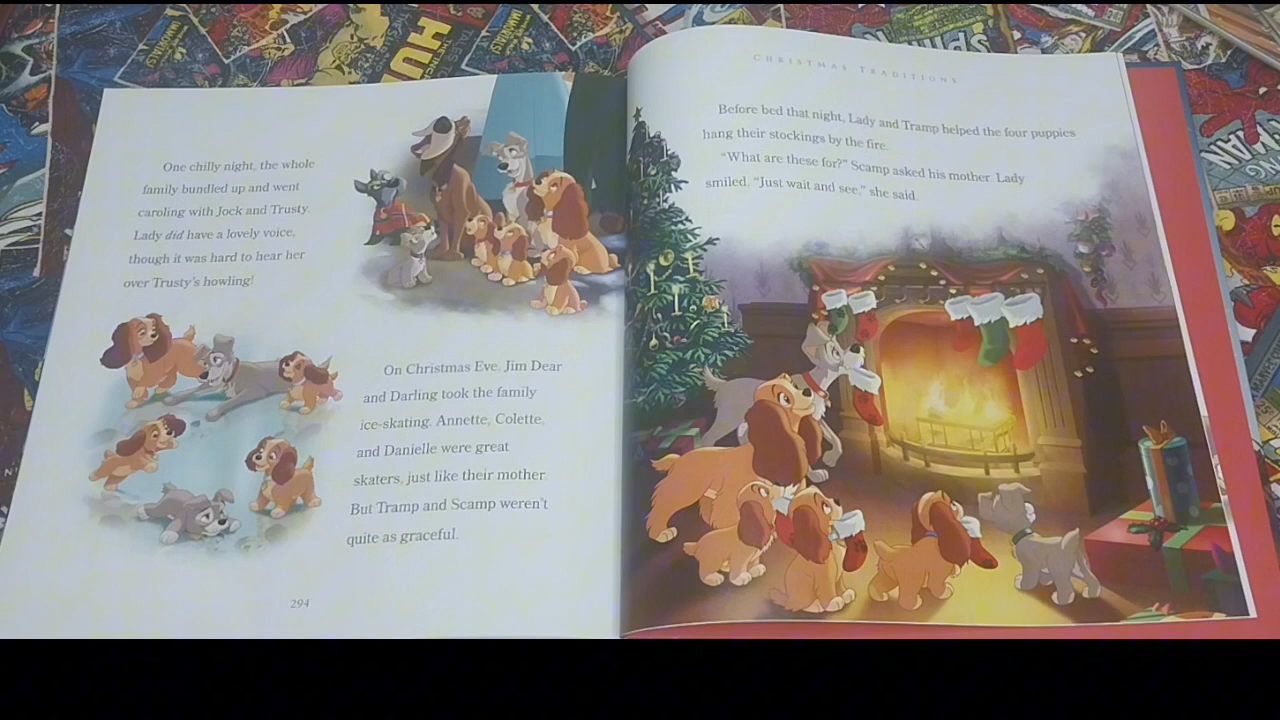 One chilly night, the whole
family bundled up and went
caroling with Jock and Trusty.
Lady did have a lovely voice,
though it was hard to hear her
over Trusty's howling!
On Christmas Eve, Jim Dear
and Darling took the family
ice-skating. Annette, Colette,
and Danielle were great
skaters, just like their mother.
But Tramp and Scamp weren't
quite as graceful.
294
CHRISTMAS TRADITIONS
Before bed that night, Lady and Tramp helped the four puppies
hang their stockings by the fire.
"What are these for?" Scamp asked his mother. Lady
smiled. "Just wait and see," she said.